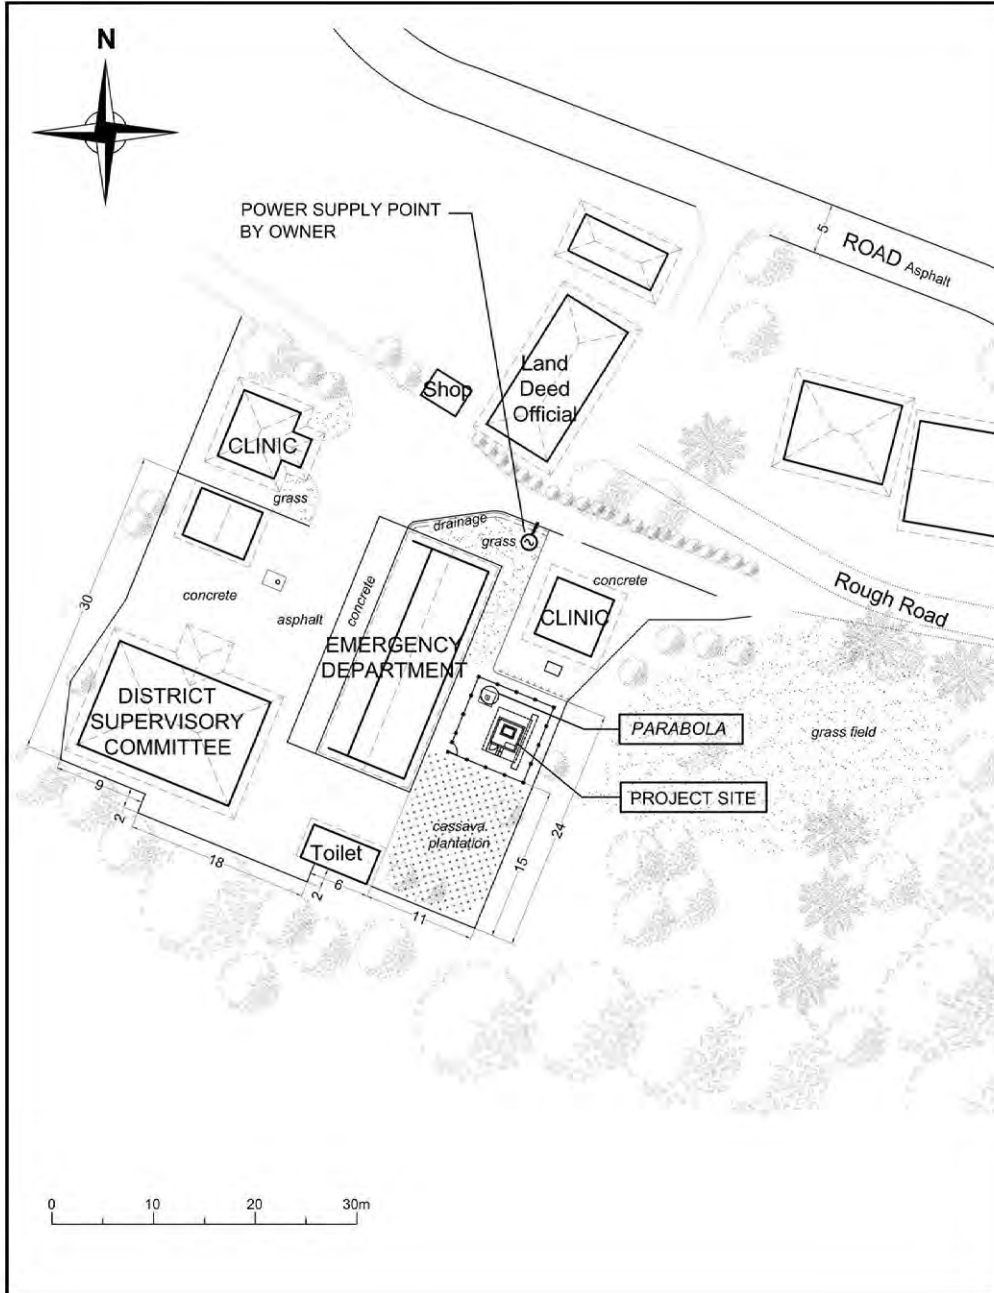 N
POWER SUPPLY POINT
BY OWNER
5
ROAD Asphalt
Land
Deed
Official
Shop
CLINIC
grass
drainage
grass
concrete
concrete
asphalt
concrete
CLINIC
Rough Road
30
EMERGENCY
DEPARTMENT
DISTRICT
SUPERVISORY
COMMITTEE
PARABOLA
grass field
PROJECT SITE
9
2
18
cassava
plantation
24
15
Toilet
6
2
11
0 10 20 30m